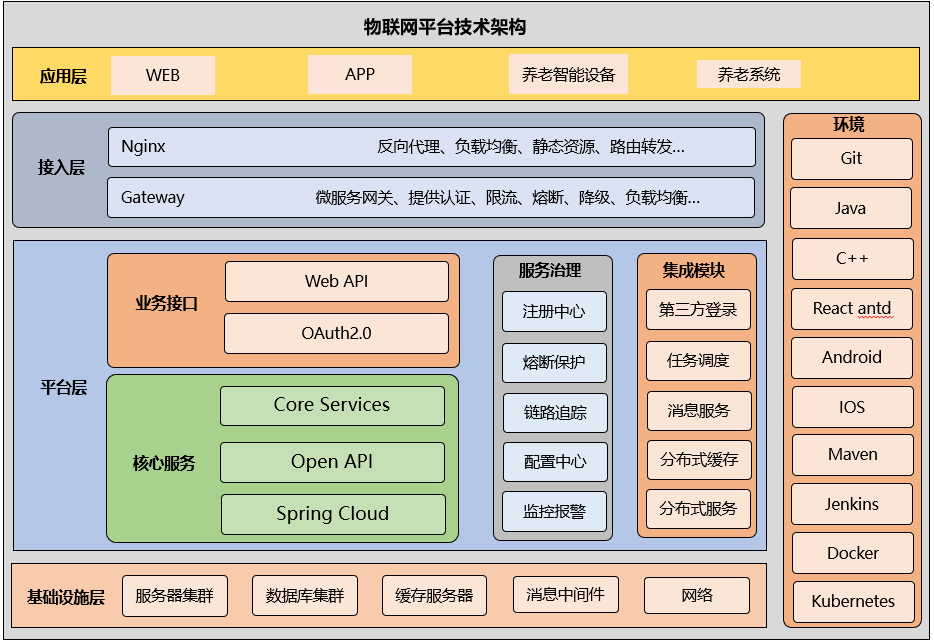 物联网平台技术架构
应用层
WEB
APP
养老智能设备
养老系统
接入层
Nginx 反向代理、负载均衡、静态资源、路由转发...
Gateway 微服务网关、提供认证、限流、熔断、降级、负载均衡...
平台层
业务接口
Web API
OAuth2.0
核心服务
Core Services
Open API
Spring Cloud
服务治理
注册中心
熔断保护
链路追踪
配置中心
监控报警
集成模块
第三方登录
任务调度
消息服务
分布式缓存
分布式服务
基础设施层
服务器集群
数据库集群
缓存服务器
消息中间件
网络
环境
Git
Java
C++
React antd
Android
IOS
Maven
Jenkins
Docker
Kubernetes